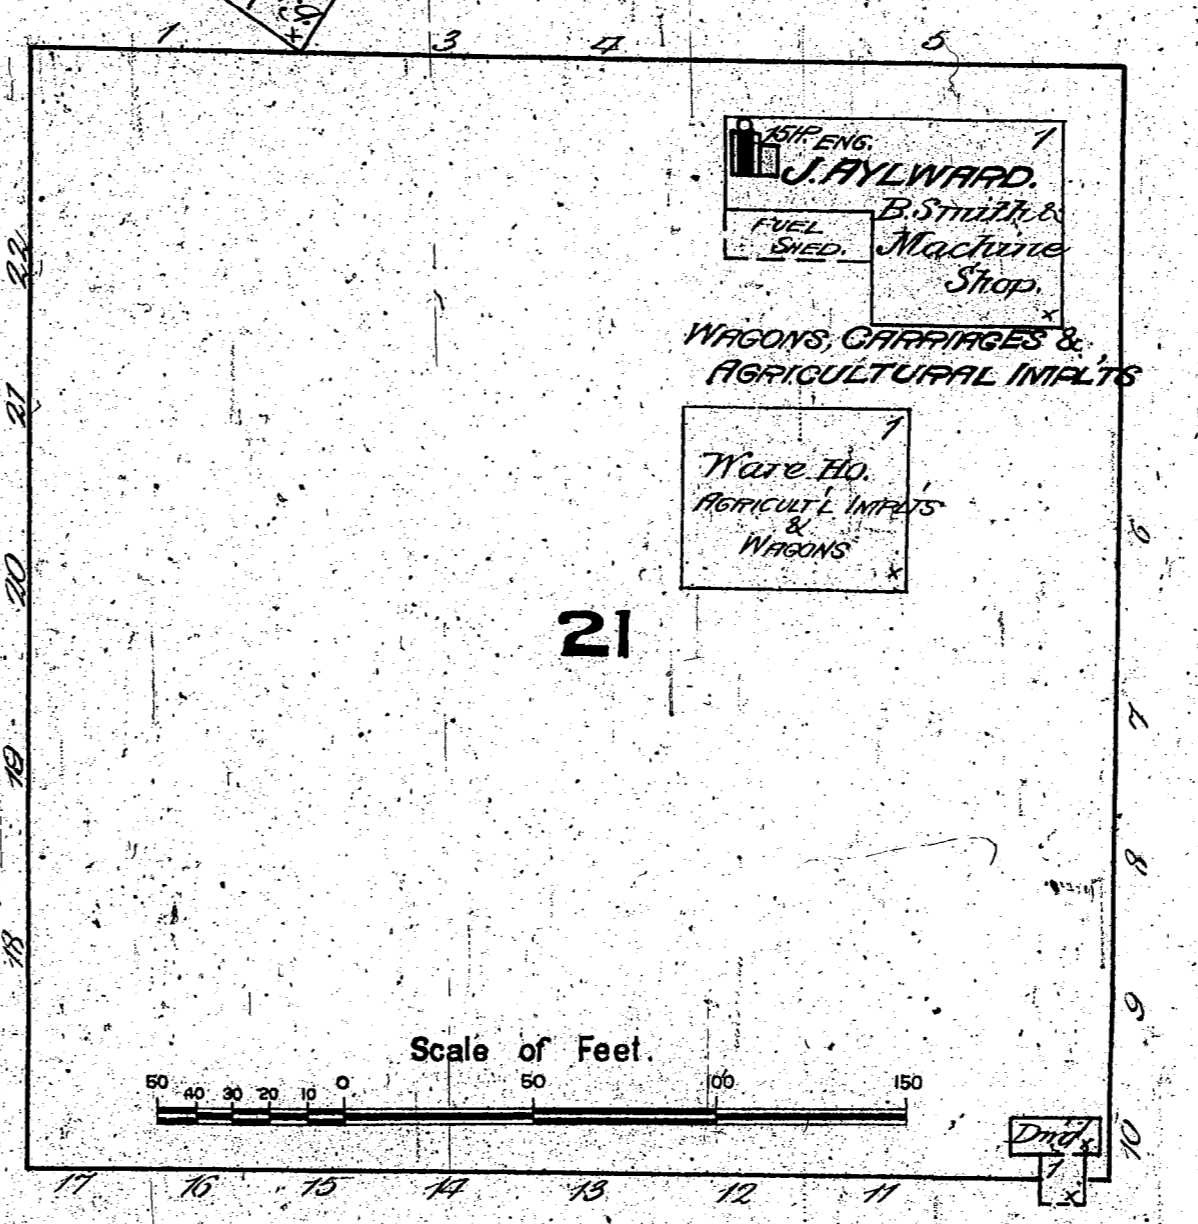 1 3 4 5
1
15 H.P. ENG.
J. AYLWARD.
B. Smith &
Machine
Shop.
x
FUEL
SHED.
WAGONS, CARRIAGES &
AGRICULTURAL IMPL'TS
1
Ware Ho.
AGRICULT'L IMPL'TS
&
WAGONS
x
21
22
21
20
19
18
6
7
8
9
10
Scale of Feet.
50 40 30 20 10 0 50 100 150
x
1
x
17 16 15 14 13 12 11